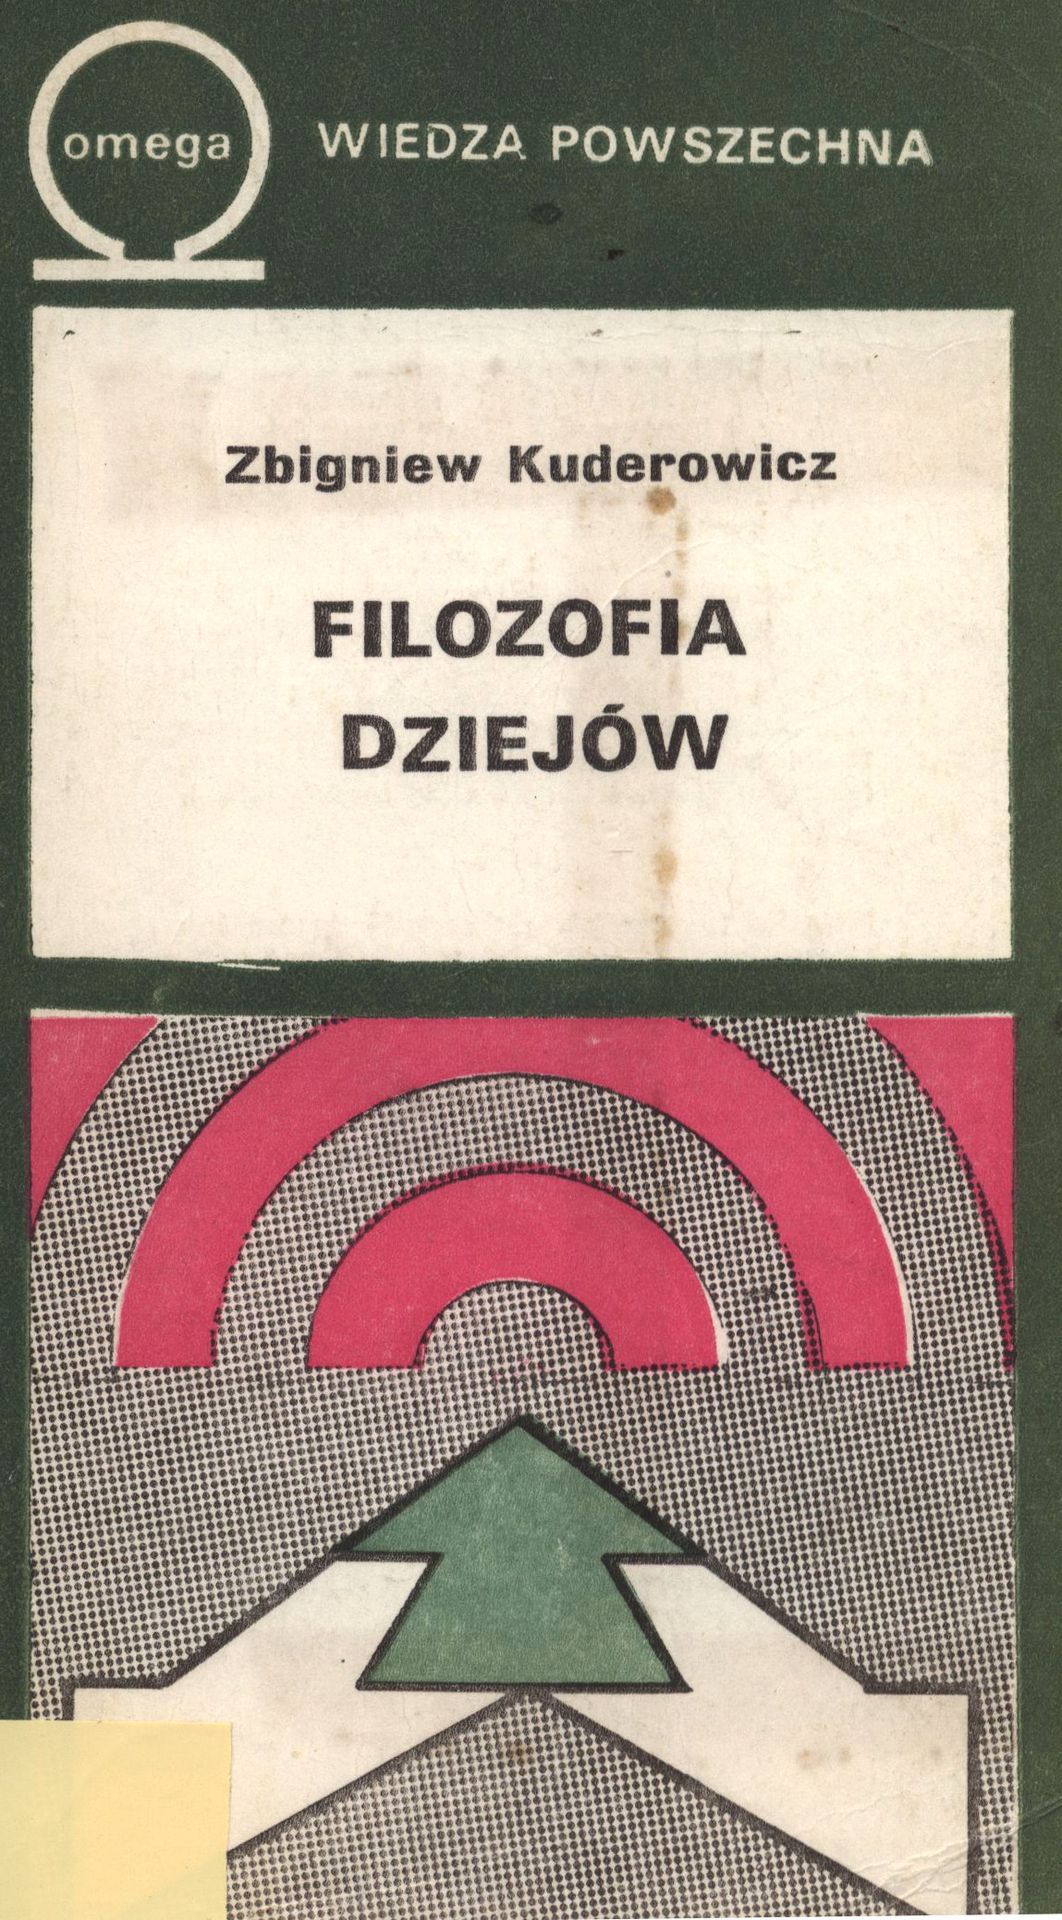 omega
WIEDZA POWSZECHNA
Zbigniew Kuderowicz
FILOZOFIA
DZIEJÓW